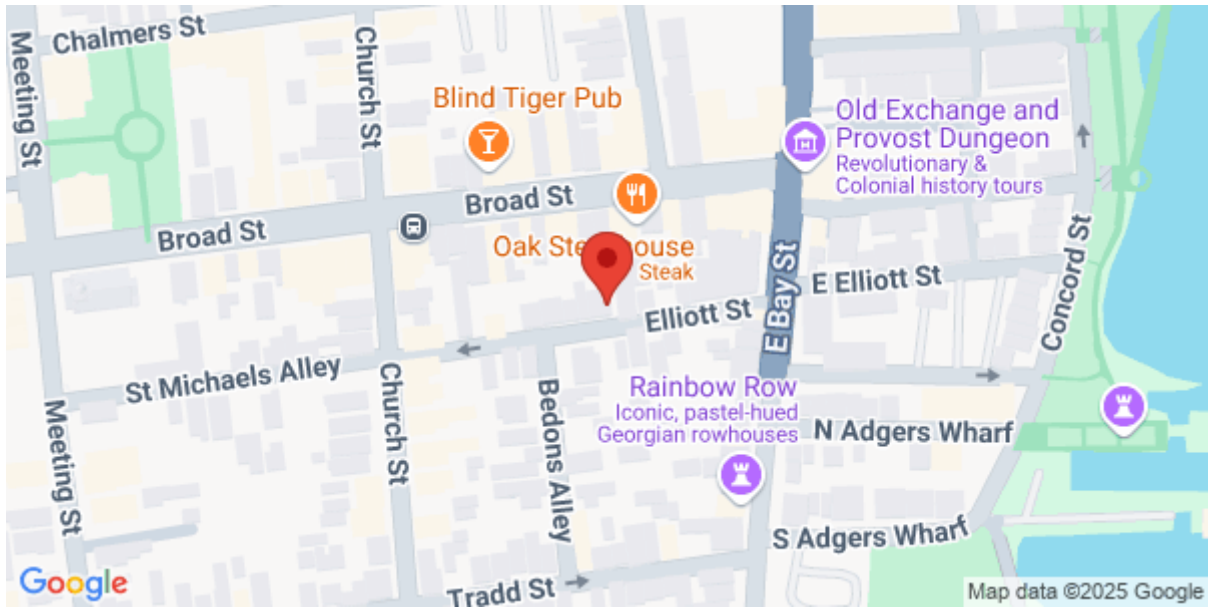 Chalmers St
Meeting St
Church St
Blind Tiger Pub
Old Exchange and
Provost Dungeon
Revolutionary &
Colonial history tours
Broad St
Broad St
Concord St
Oak Ste house
Steak
E Elliott St
Elliott St
E Bay St
St Michaels Alley
Church St
Bedons Alley
Meeting St
Rainbow Row
Iconic, pastel-hued
Georgian rowhouses
N Adgers Wharf
S Adgers Wharf
Tradd St
Google
Map data ©2025 Google